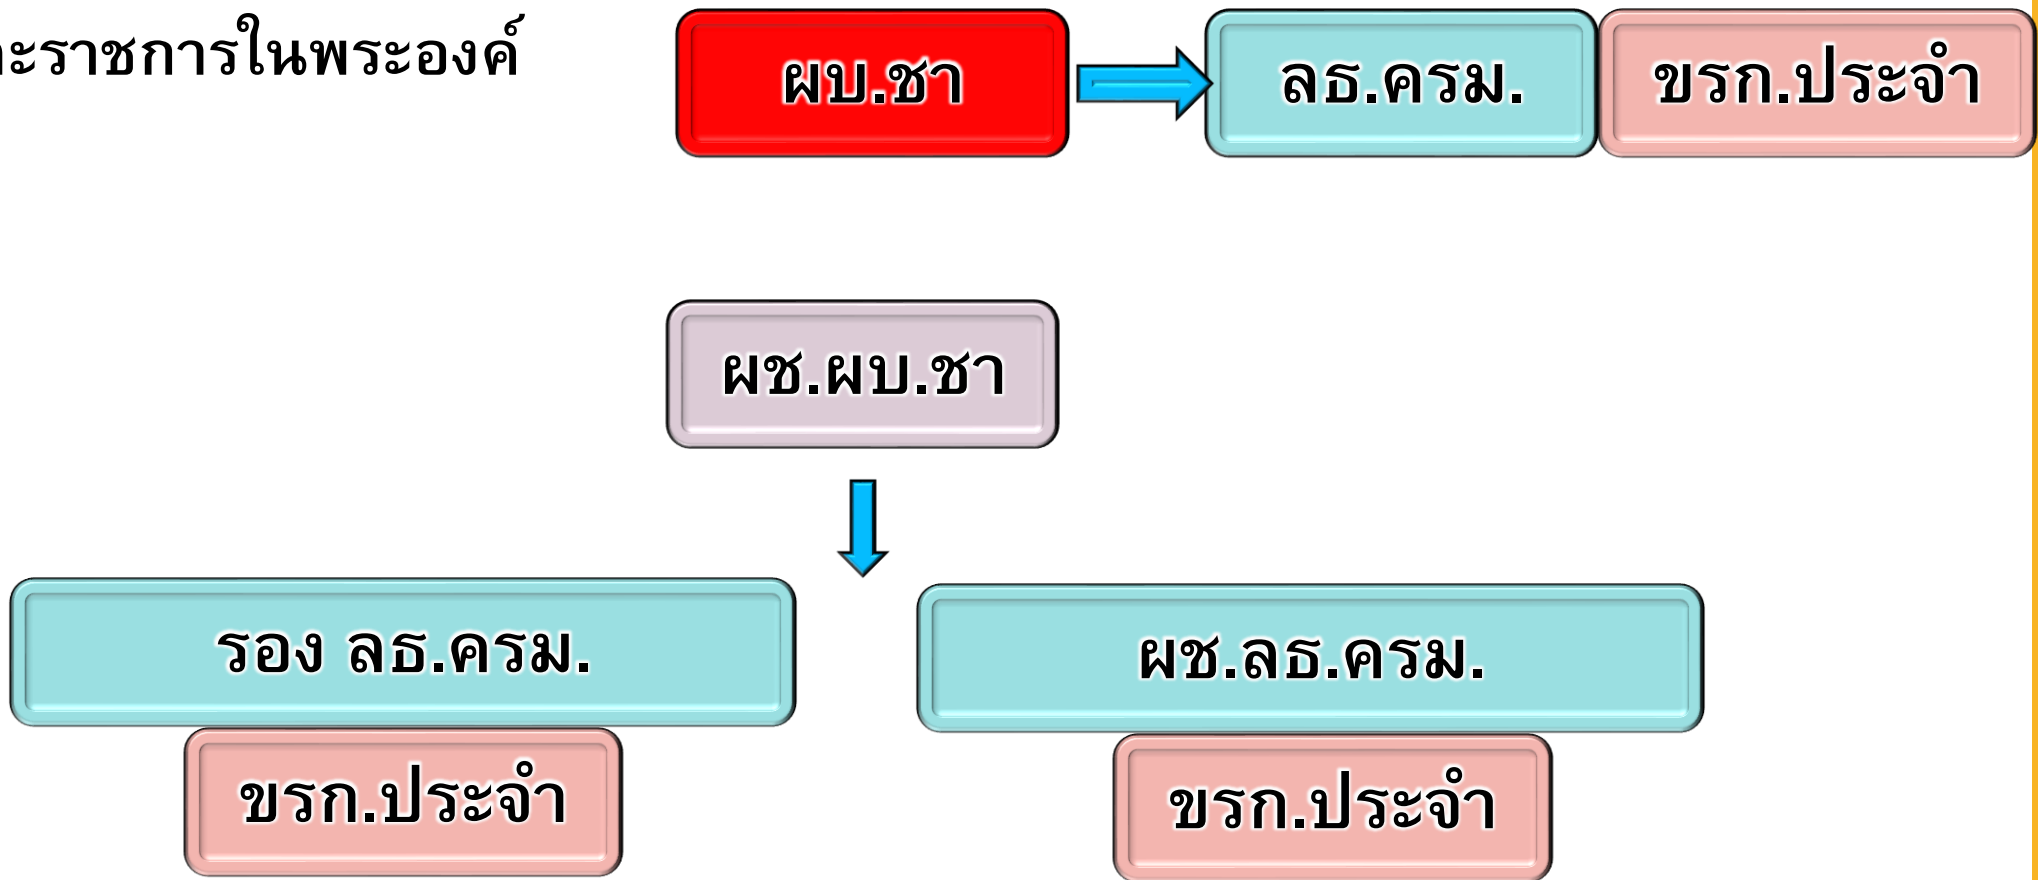 ะราชการในพระองค์
ผบ.ชา
ลธ.ครม.
ขรก.ประจำ
ผช.ผบ.ชา
รอง ลธ.ครม.
ผช.ลธ.ครม.
ขรก.ประจำ
ขรก.ประจำ